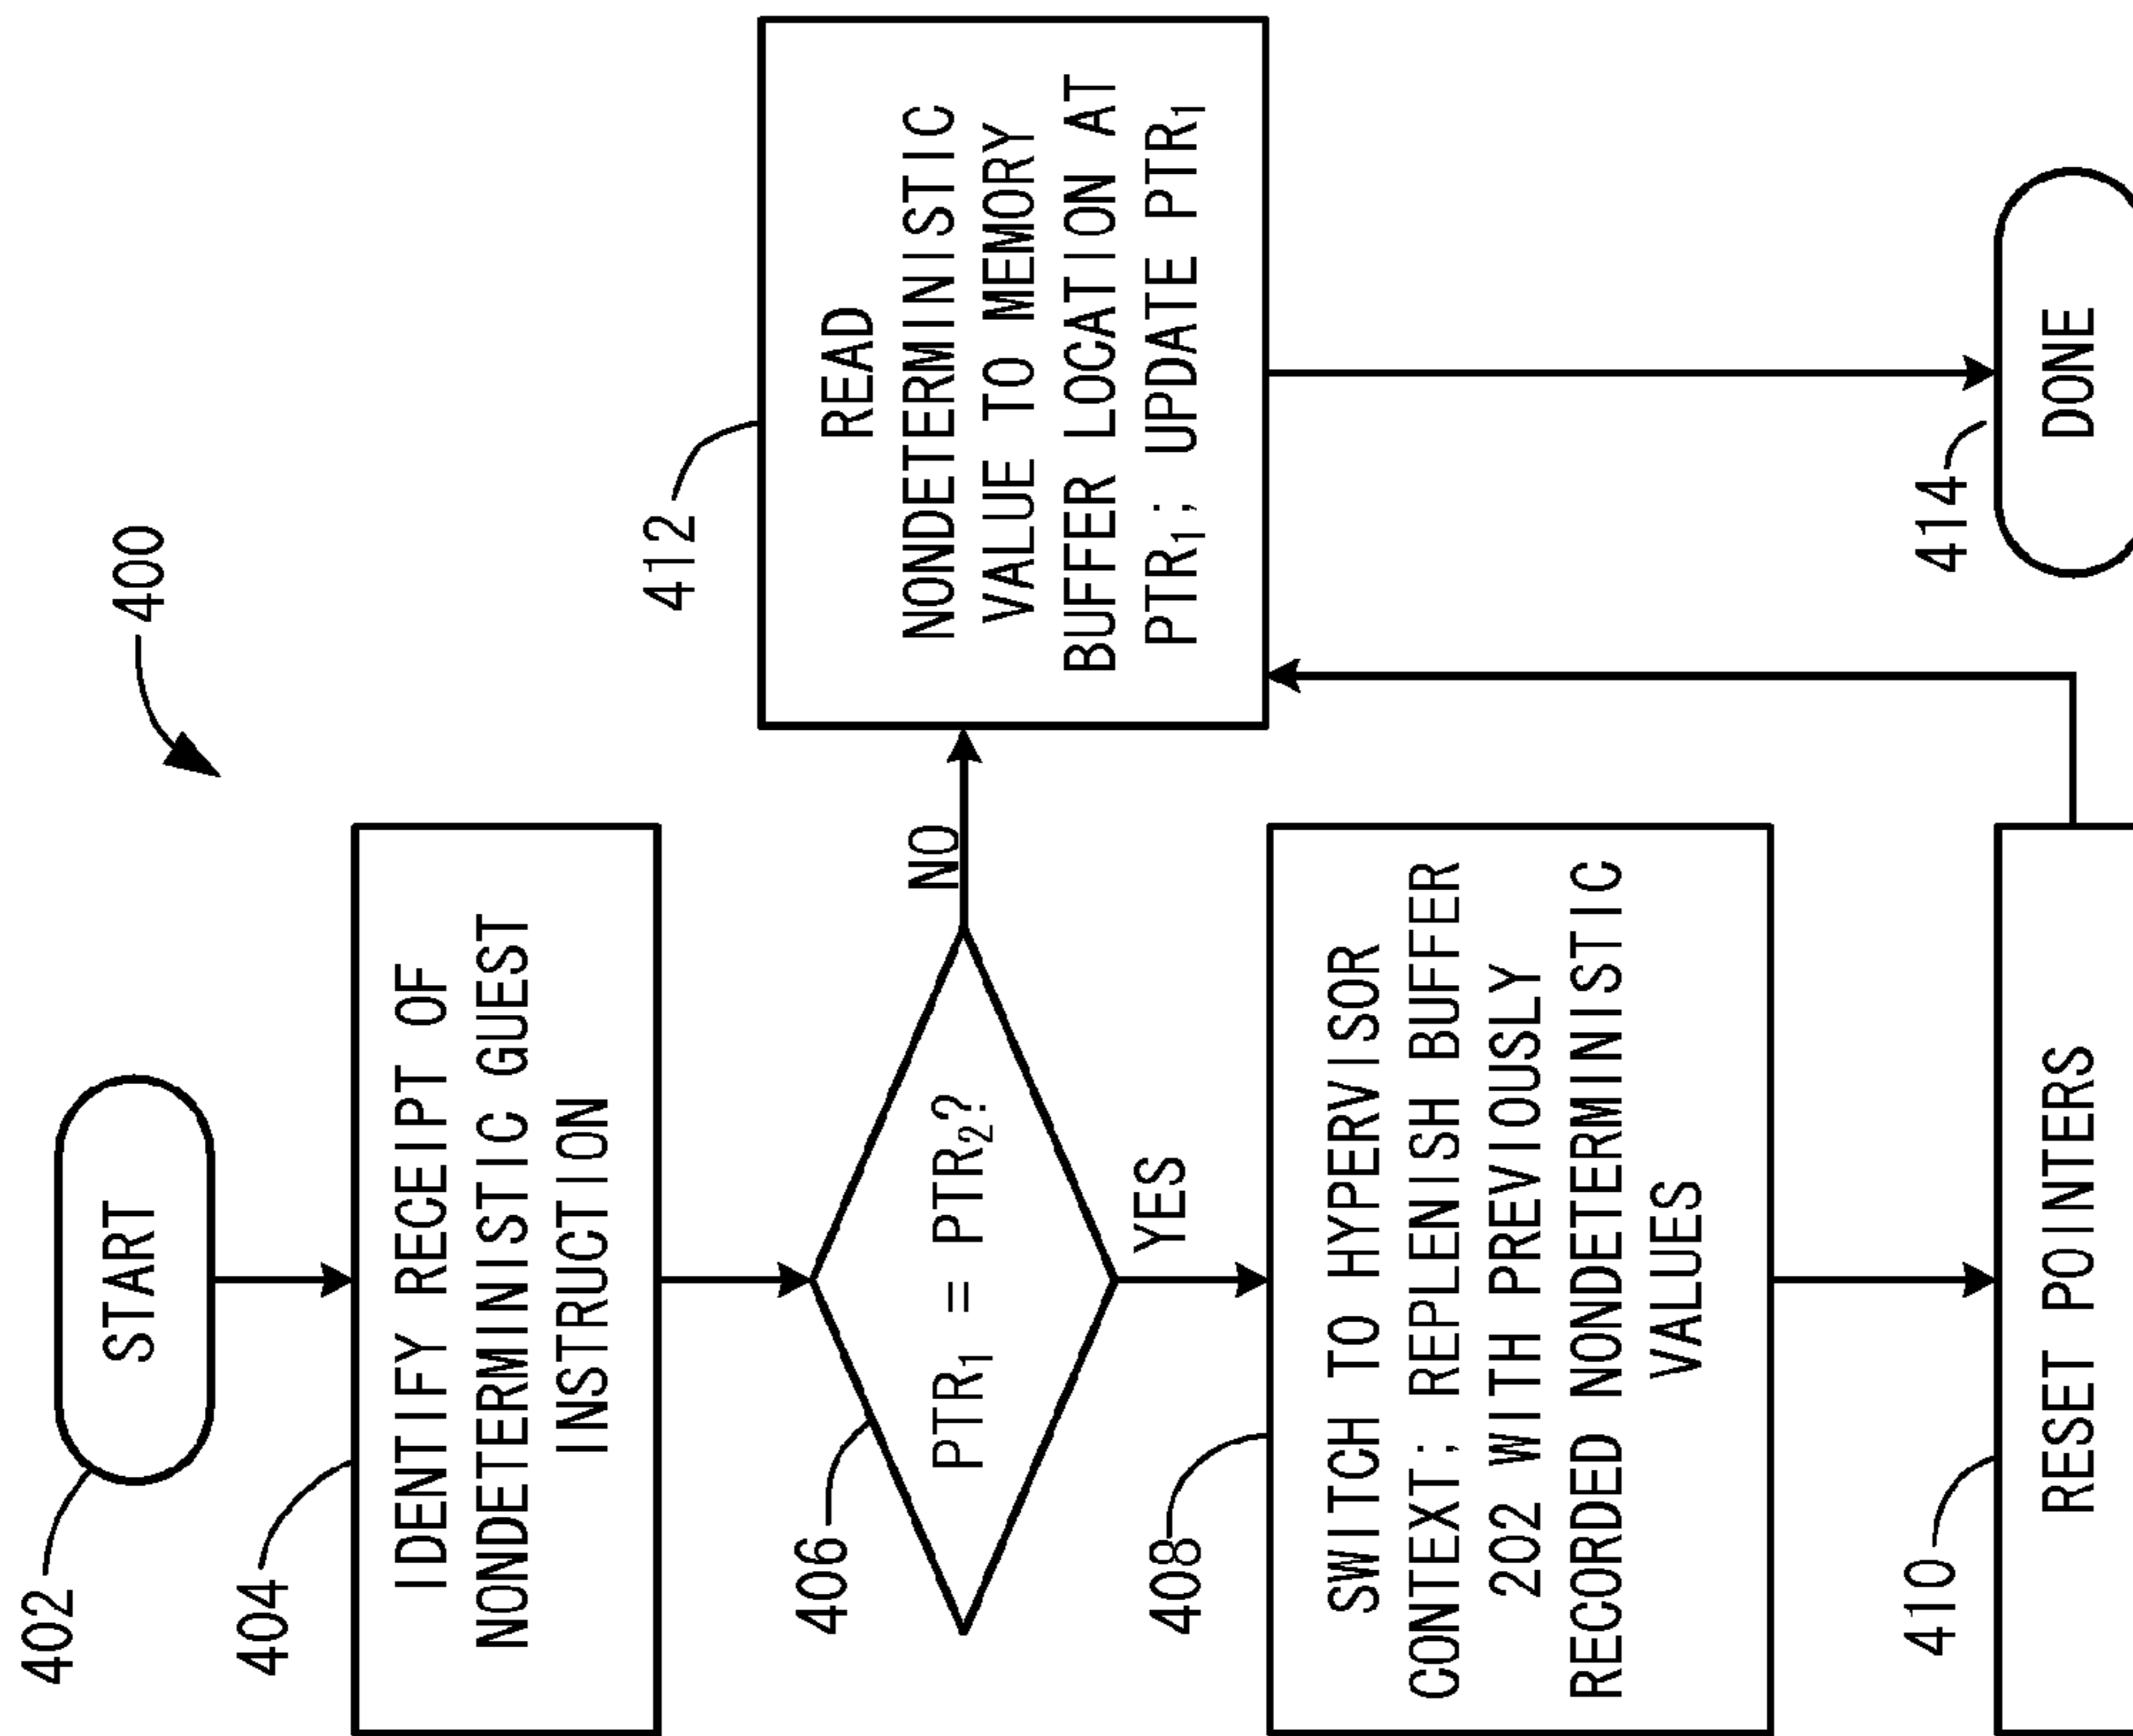 400
402
START
404
IDENTIFY RECEIPT OF
NONDETERMINISTIC GUEST
INSTRUCTION
406
PTR₁ = PTR₂?
NO
YES
408
SWITCH TO HYPERVISOR
CONTEXT; REPLENISH BUFFER
202 WITH PREVIOUSLY
RECORDED NONDETERMINISTIC
VALUES
410
RESET POINTERS
412
READ
NONDETERMINISTIC
VALUE TO MEMORY
BUFFER LOCATION AT
PTR₁; UPDATE PTR₁
414
DONE